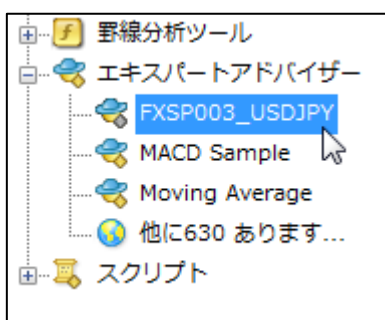 罫線分析ツール
エキスパートアドバイザー
FXSP003_USDJPY
MACD Sample
Moving Average
他に630 あります...
スクリプト